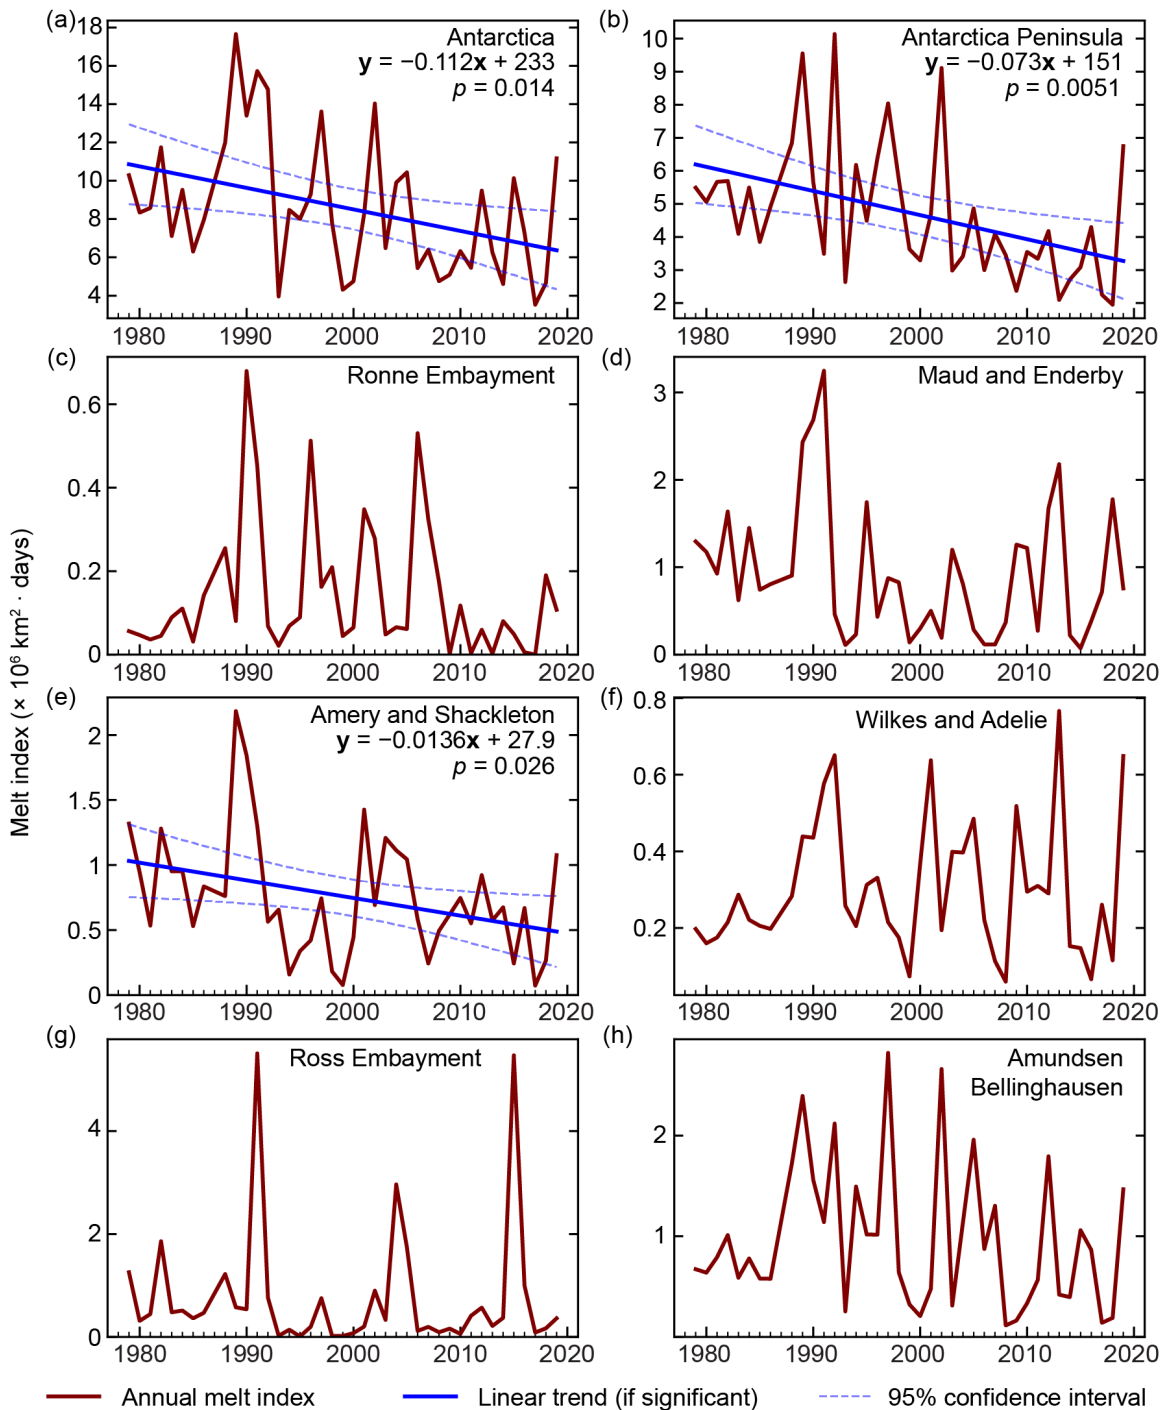 (a)
Antarctica
y = −0.112x + 233
p = 0.014
18
16
14
12
10
8
6
4
1980 1990 2000 2010 2020
(b)
Antarctica Peninsula
y = −0.073x + 151
p = 0.0051
10
9
8
7
6
5
4
3
2
1980 1990 2000 2010 2020
(c)
Ronne Embayment
0.6
0.4
0.2
0
1980 1990 2000 2010 2020
(d)
Maud and Enderby
3
2
1
0
1980 1990 2000 2010 2020
Melt index (× 10⁶ km² · days)
(e)
Amery and Shackleton
y = −0.0136x + 27.9
p = 0.026
2
1.5
1
0.5
0
1980 1990 2000 2010 2020
(f)
Wilkes and Adelie
0.8
0.6
0.4
0.2
1980 1990 2000 2010 2020
(g)
Ross Embayment
4
2
0
1980 1990 2000 2010 2020
(h)
Amundsen
Bellinghausen
2
1
1980 1990 2000 2010 2020
Annual melt index Linear trend (if significant) 95% confidence interval